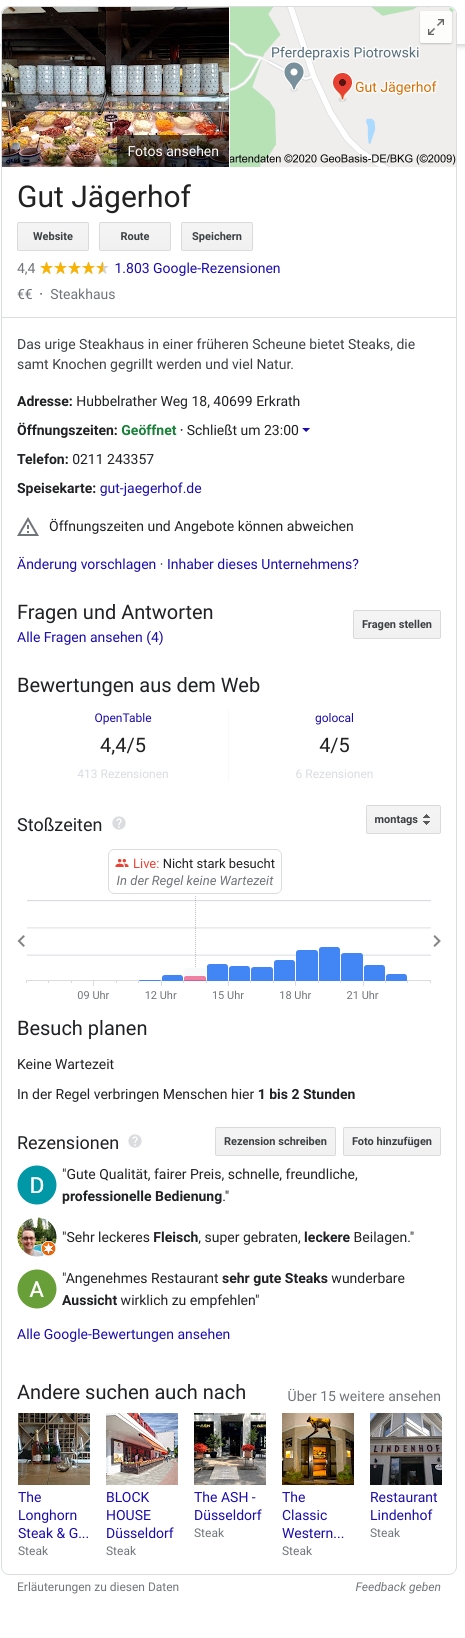 Fotos ansehen
Pferdepraxis Piotrowski
Gut Jägerhof
artendaten ©2020 GeoBasis-DE/BKG (©2009)
Gut Jägerhof
Website Route Speichern
4,4 1.803 Google-Rezensionen
€€ · Steakhaus
Das urige Steakhaus in einer früheren Scheune bietet Steaks, die
samt Knochen gegrillt werden und viel Natur.
Adresse: Hubbelrather Weg 18, 40699 Erkrath
Öffnungszeiten: Geöffnet · Schließt um 23:00
Telefon: 0211 243357
Speisekarte: gut-jaegerhof.de
Öffnungszeiten und Angebote können abweichen
Änderung vorschlagen · Inhaber dieses Unternehmens?
Fragen und Antworten
Alle Fragen ansehen (4)
Fragen stellen
Bewertungen aus dem Web
OpenTable golocal
4,4/5 4/5
413 Rezensionen 6 Rezensionen
Stoßzeiten ?
montags
Live: Nicht stark besucht
In der Regel keine Wartezeit
09 Uhr 12 Uhr 15 Uhr 18 Uhr 21 Uhr
Besuch planen
Keine Wartezeit
In der Regel verbringen Menschen hier 1 bis 2 Stunden
Rezensionen ? Rezension schreiben Foto hinzufügen
D
"Gute Qualität, fairer Preis, schnelle, freundliche,
professionelle Bedienung."
"Sehr leckeres Fleisch, super gebraten, leckere Beilagen."
A
"Angenehmes Restaurant sehr gute Steaks wunderbare
Aussicht wirklich zu empfehlen"
Alle Google-Bewertungen ansehen
Andere suchen auch nach Über 15 weitere ansehen
LINDENHOF
The
Longhorn
Steak & G...
Steak
BLOCK
HOUSE
Düsseldorf
Steak
The ASH -
Düsseldorf
Steak
The
Classic
Western...
Steak
Restaurant
Lindenhof
Steak
Erläuterungen zu diesen Daten Feedback geben